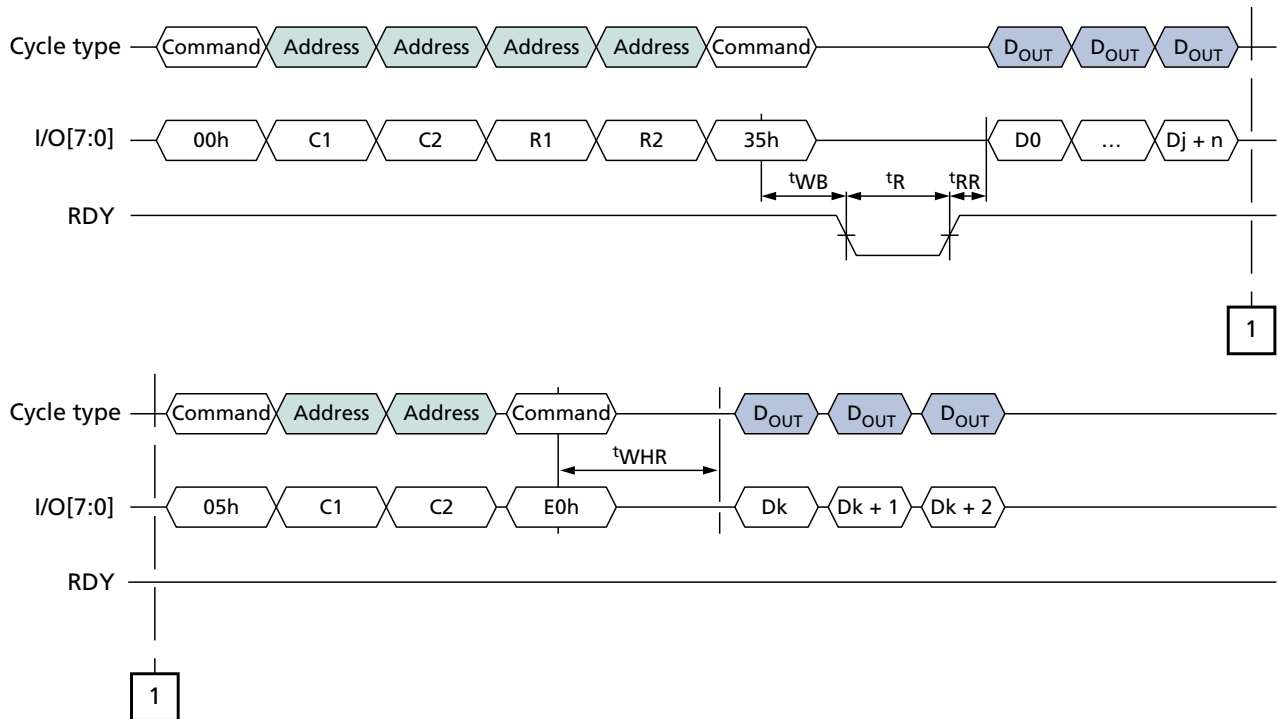 Cycle type Command Address Address Address Address Command DOUT DOUT DOUT
I/O[7:0] 00h C1 C2 R1 R2 35h D0 … Dj + n
tWB tR tRR
RDY
1
Cycle type Command Address Address Command DOUT DOUT DOUT
tWHR
I/O[7:0] 05h C1 C2 E0h Dk Dk + 1 Dk + 2
RDY
1